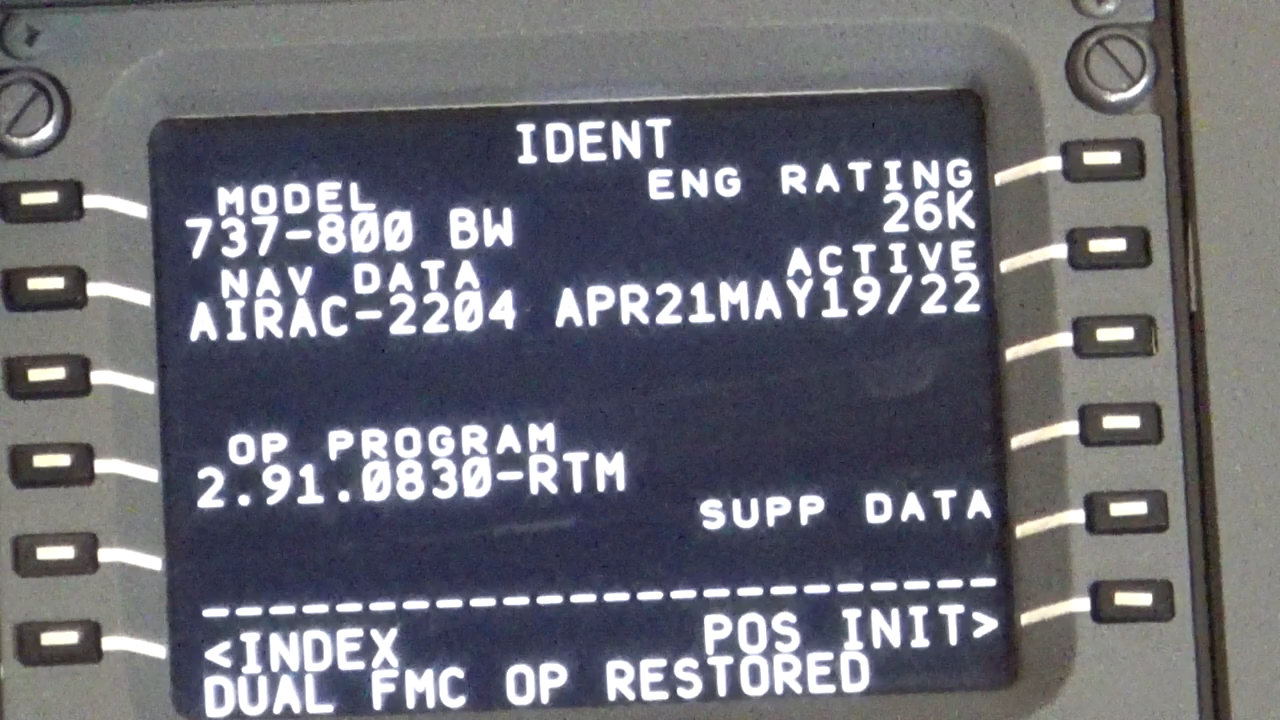 IDENT
MODEL ENG RATING
737-800 BW 26K
NAV DATA ACTIVE
AIRAC-2204 APR21MAY19/22
OP PROGRAM
2.91.0830-RTM
SUPP DATA
------------------------
<INDEX POS INIT>
DUAL FMC OP RESTORED